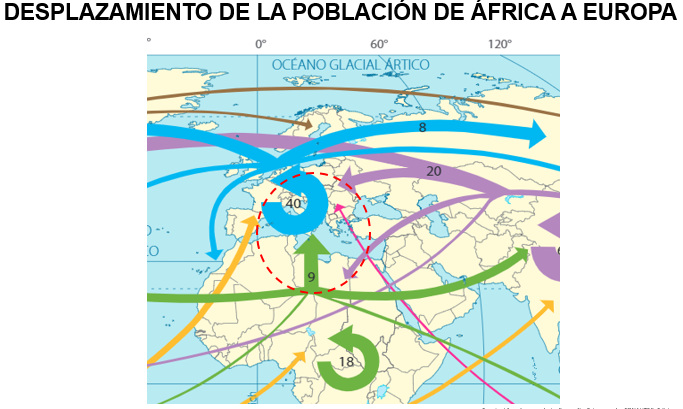 DESPLAZAMIENTO DE LA POBLACIÓN DE ÁFRICA A EUROPA
0° 60° 120°
OCÉANO GLACIAL ÁRTICO
8
20
40
9
18